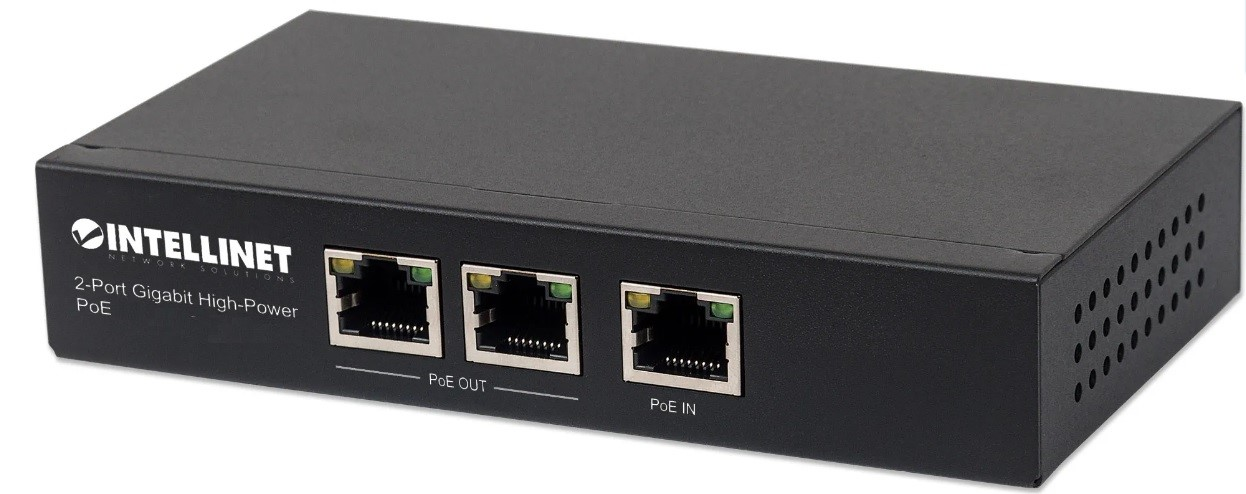 INTELLINET
NETWORK SOLUTIONS
2-Port Gigabit High-Power
PoE
PoE OUT
PoE IN